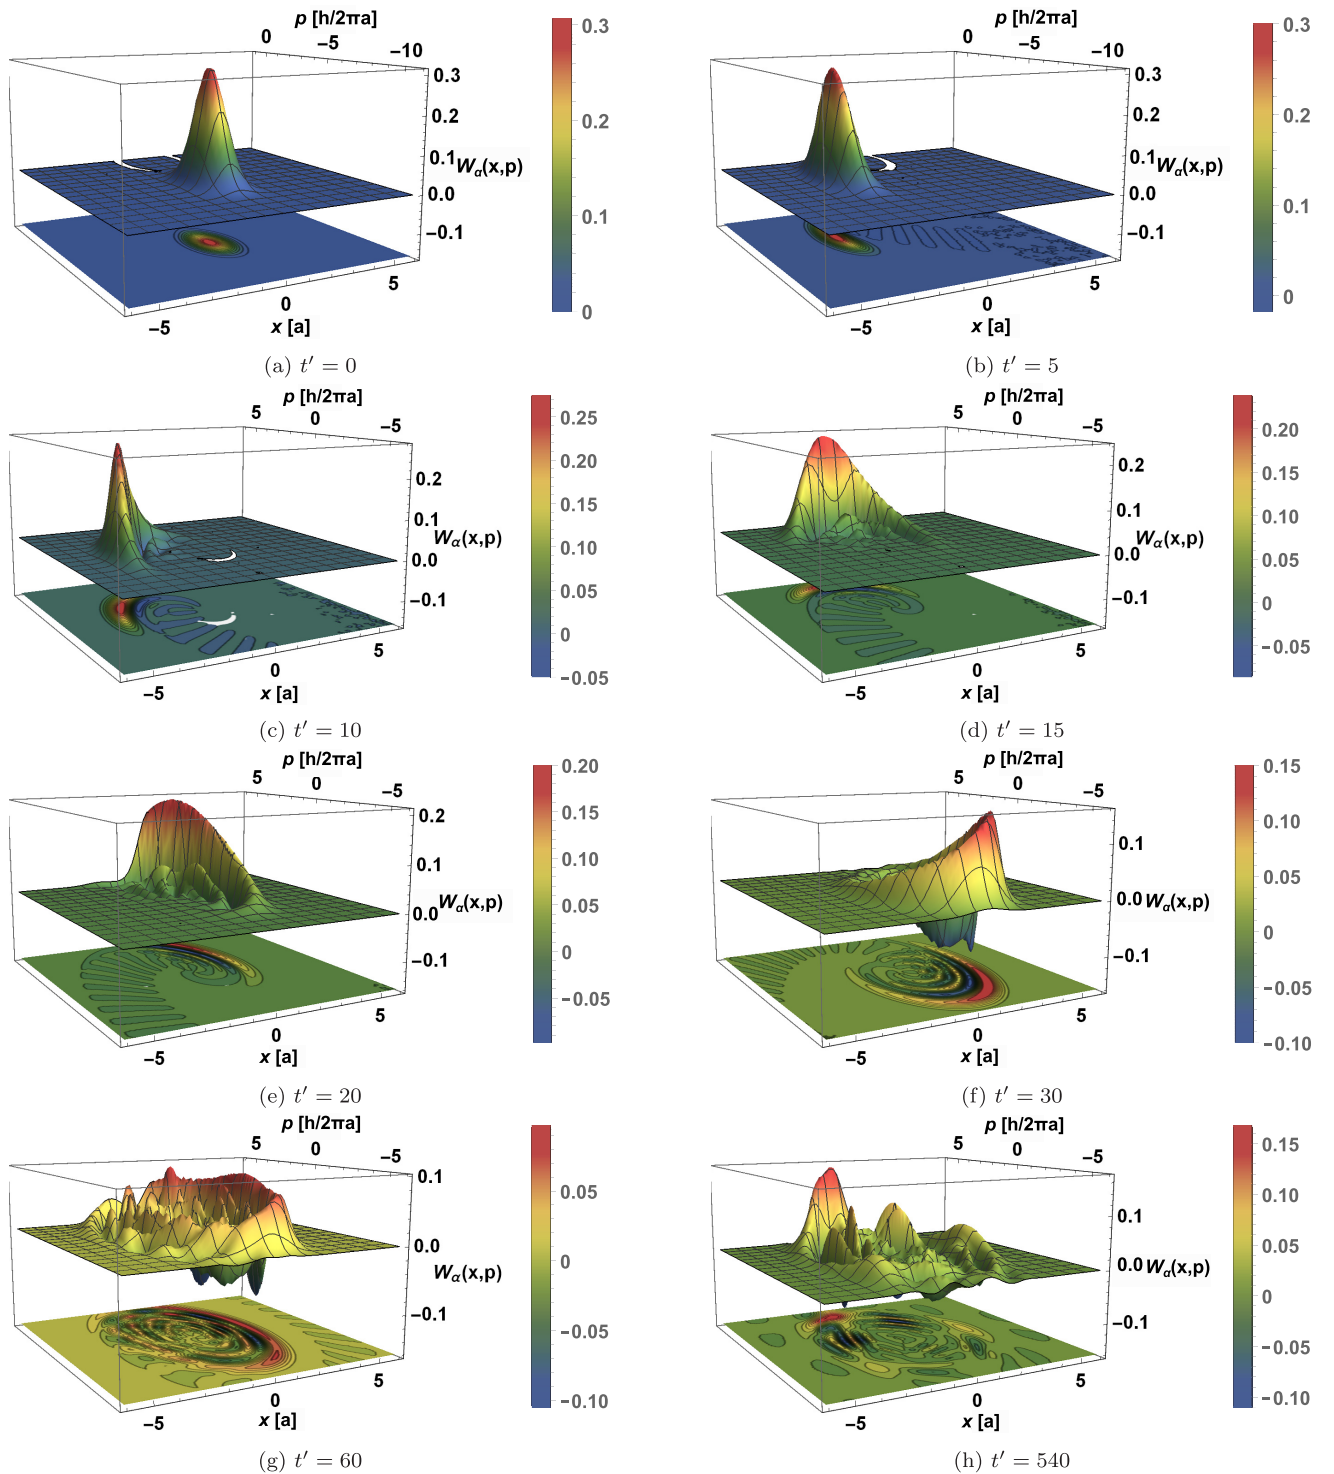 p [h/2πa]
0 −5 −10
0.3
0.2
0.1
0.0
−0.1
Wα(x,p)
−5 0 5
x [a]
0.3
0.2
0.1
0
(a) t′ = 0
p [h/2πa]
0 −5 −10
0.3
0.2
0.1
0.0
−0.1
Wα(x,p)
−5 0 5
x [a]
0.3
0.2
0.1
0
(b) t′ = 5
p [h/2πa]
5 0 −5
0.2
0.1
0.0
−0.1
Wα(x,p)
−5 0 5
x [a]
0.25
0.20
0.15
0.10
0.05
0
−0.05
(c) t′ = 10
p [h/2πa]
5 0 −5
0.2
0.1
0.0
−0.1
Wα(x,p)
−5 0 5
x [a]
0.20
0.15
0.10
0.05
0
−0.05
(d) t′ = 15
p [h/2πa]
5 0 −5
0.2
0.1
0.0
−0.1
Wα(x,p)
−5 0 5
x [a]
0.20
0.15
0.10
0.05
0
−0.05
(e) t′ = 20
p [h/2πa]
5 0 −5
0.1
0.0
−0.1
Wα(x,p)
−5 0 5
x [a]
0.15
0.10
0.05
0
−0.05
−0.10
(f) t′ = 30
p [h/2πa]
5 0 −5
0.1
0.0
−0.1
Wα(x,p)
−5 0 5
x [a]
0.05
0
−0.05
−0.10
(g) t′ = 60
p [h/2πa]
5 0 −5
0.1
0.0
−0.1
Wα(x,p)
−5 0 5
x [a]
0.15
0.10
0.05
0
−0.05
−0.10
(h) t′ = 540